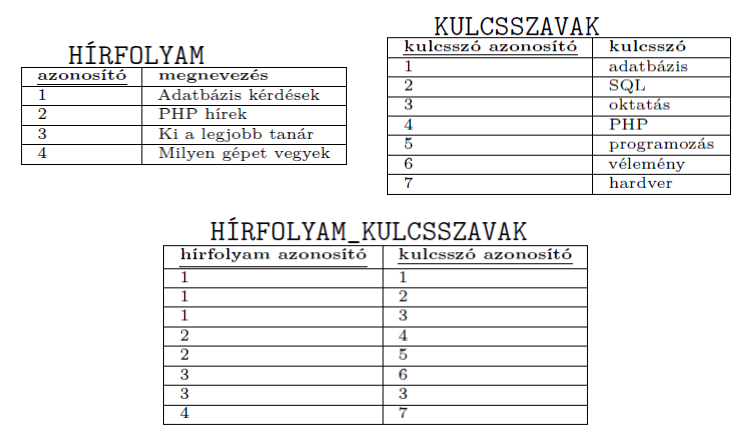 HÍRFOLYAM
azonosító megnevezés
1 Adatbázis kérdések
2 PHP hírek
3 Ki a legjobb tanár
4 Milyen gépet vegyek
KULCSSZAVAK
kulcsszó azonosító kulcsszó
1 adatbázis
2 SQL
3 oktatás
4 PHP
5 programozás
6 vélemény
7 hardver
HÍRFOLYAM_KULCSSZAVAK
hírfolyam azonosító kulcsszó azonosító
1 1
1 2
1 3
2 4
2 5
3 6
3 3
4 7